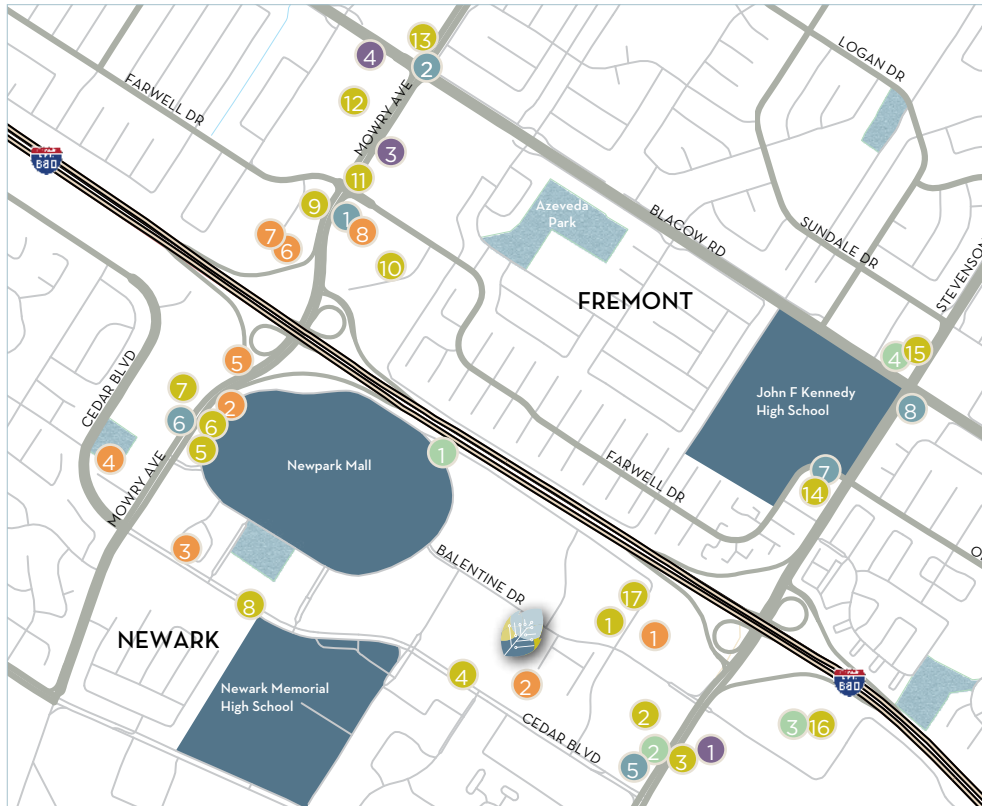 13
4
2
LOGAN DR
FARWELL DR
12
MOWRY AVE
3
11
9
1
8
7
6
10
Azeveda
Park
BLACOW RD
SUNDALE DR
STEVENSON
FREMONT
5
4
15
CEDAR BLVD
7
2
6
6
5
John F Kennedy
High School
8
4
MOWRY AVE
Newpark Mall
1
FARWELL DR
7
14
3
BALENTINE DR
8
17
1
1
NEWARK
4
2
Newark Memorial
High School
CEDAR BLVD
2
2
3
1
5
3
16